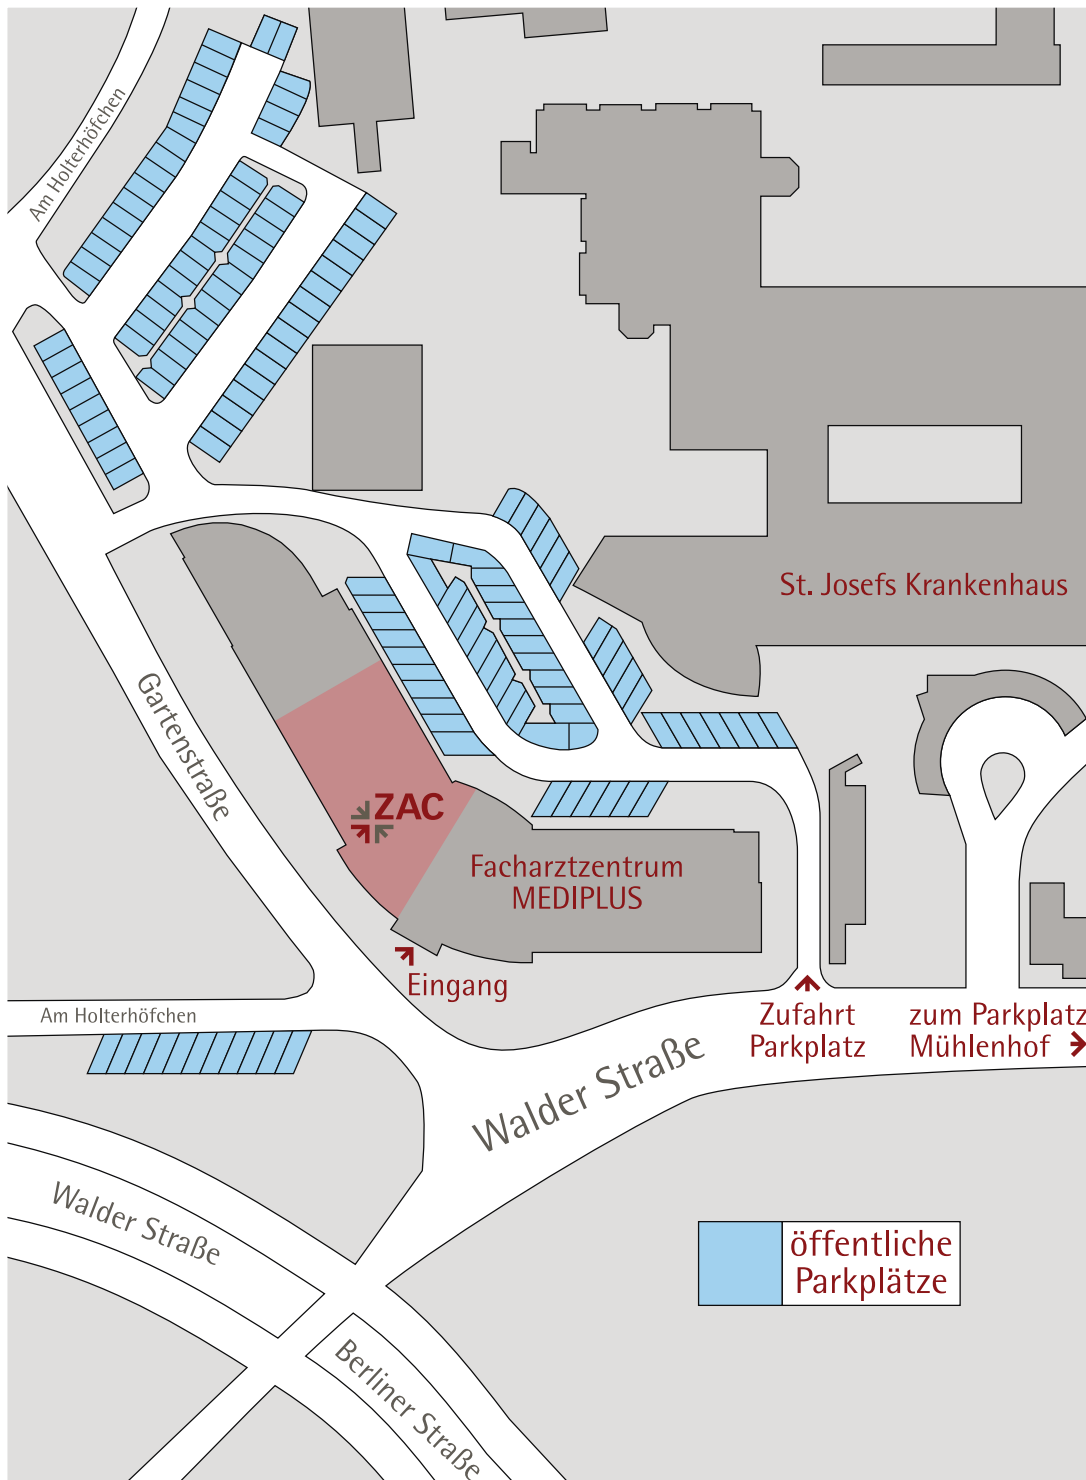 Am Holterhöfchen
St. Josefs Krankenhaus
Gartenstraße
ZAC
Facharztzentrum
MEDIPLUS
Eingang
Am Holterhöfchen
Zufahrt
Parkplatz
zum Parkplatz
Mühlenhof
Walder Straße
Walder Straße
öffentliche
Parkplätze
Berliner Straße